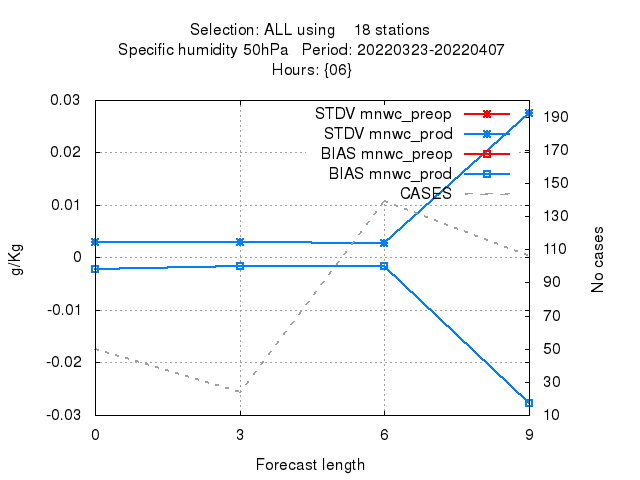 Selection: ALL using 18 stations
Specific humidity 50hPa Period: 20220323-20220407
Hours: {06}
STDV mnwc_preop
STDV mnwc_prod
BIAS mnwc_preop
BIAS mnwc_prod
CASES
0.03
0.02
0.01
0
-0.01
-0.02
-0.03
g/Kg
190
170
150
130
110
90
70
50
30
10
No cases
0 3 6 9
Forecast length